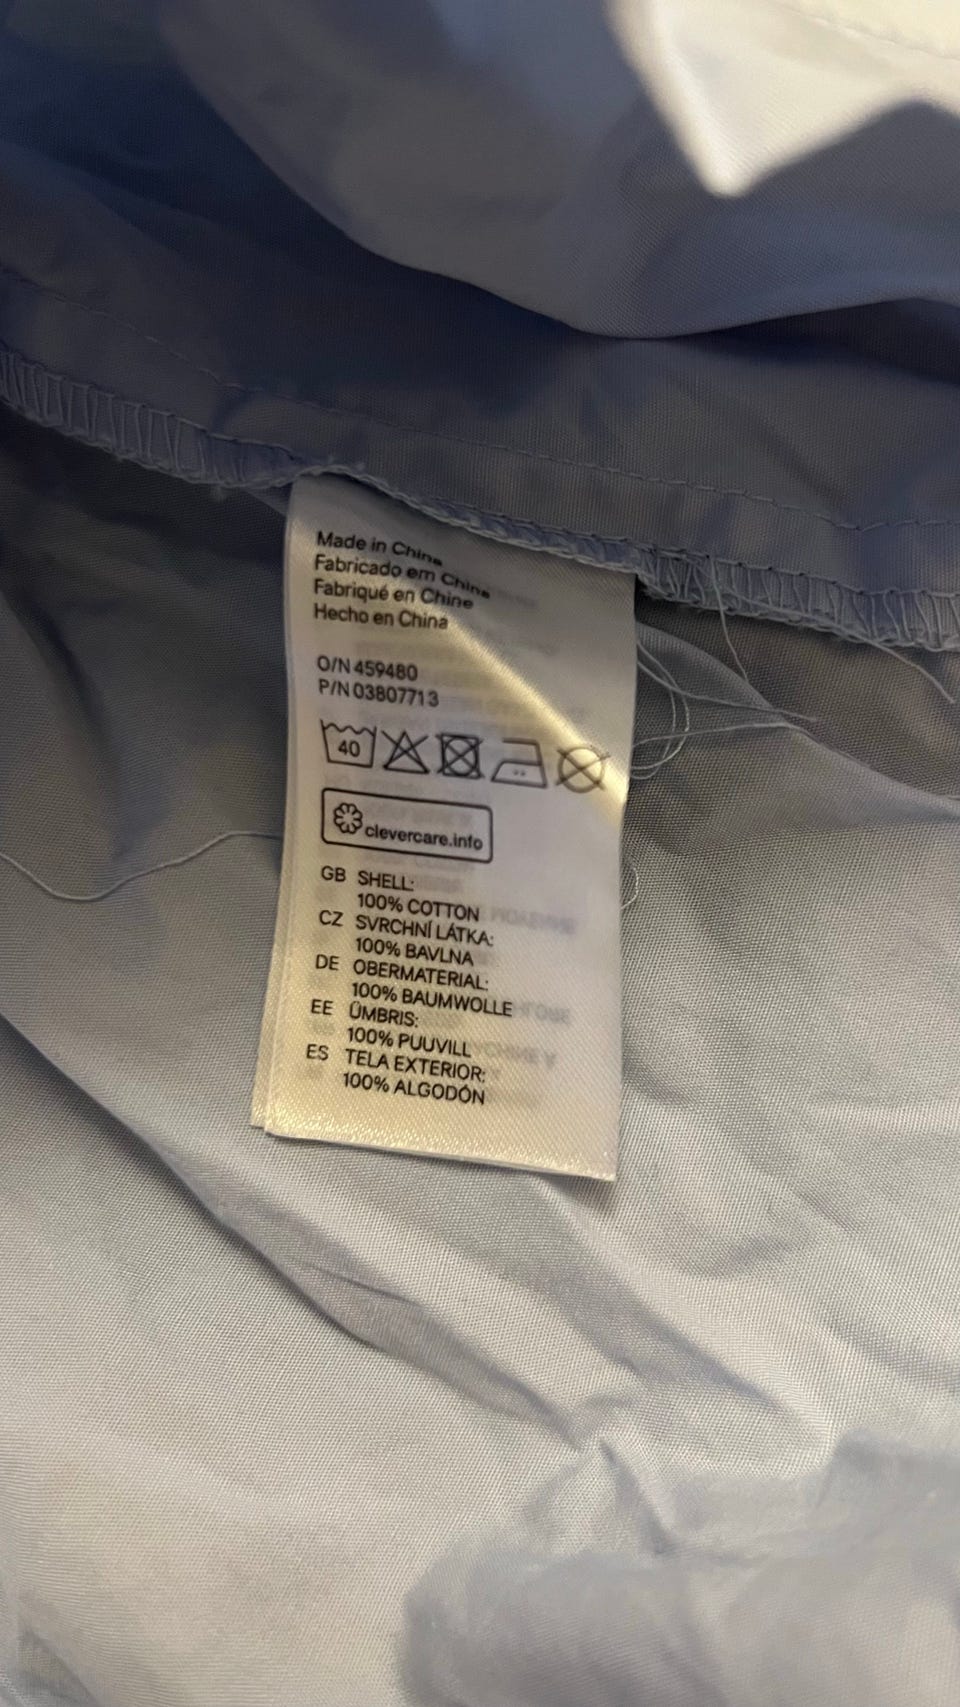 Made in China
Fabricado em China
Fabriqué en Chine
Hecho en China
O/N 459480
P/N 03807713
40
clevercare.info
GB SHELL:
100% COTTON
CZ SVRCHNÍ LÁTKA:
100% BAVLNA
DE OBERMATERIAL:
100% BAUMWOLLE
EE ÜMBRIS:
100% PUUVILL
ES TELA EXTERIOR:
100% ALGODÓN